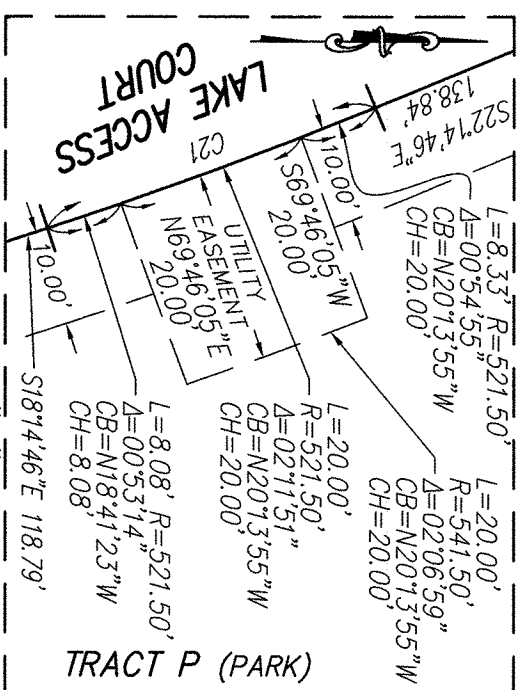 LAKE ACCESS
COURT
C21
S22°14'46"E
138.84'
10.00'
S69°46'05"W
20.00'
UTILITY
EASEMENT
N69°46'05"E
20.00'
10.00'
L=8.33' R=521.50'
Δ=00°54'55"
CB=N20°13'55"W
CH=20.00'
L=20.00'
R=541.50'
Δ=02°06'59"
CB=N20°13'55"W
CH=20.00'
L=20.00'
R=521.50'
Δ=02°11'51"
CB=N20°13'55"W
CH=20.00'
L=8.08' R=521.50'
Δ=00°53'14"
CB=N18°41'23"W
CH=8.08'
S18°14'46"E 118.79'
TRACT P (PARK)